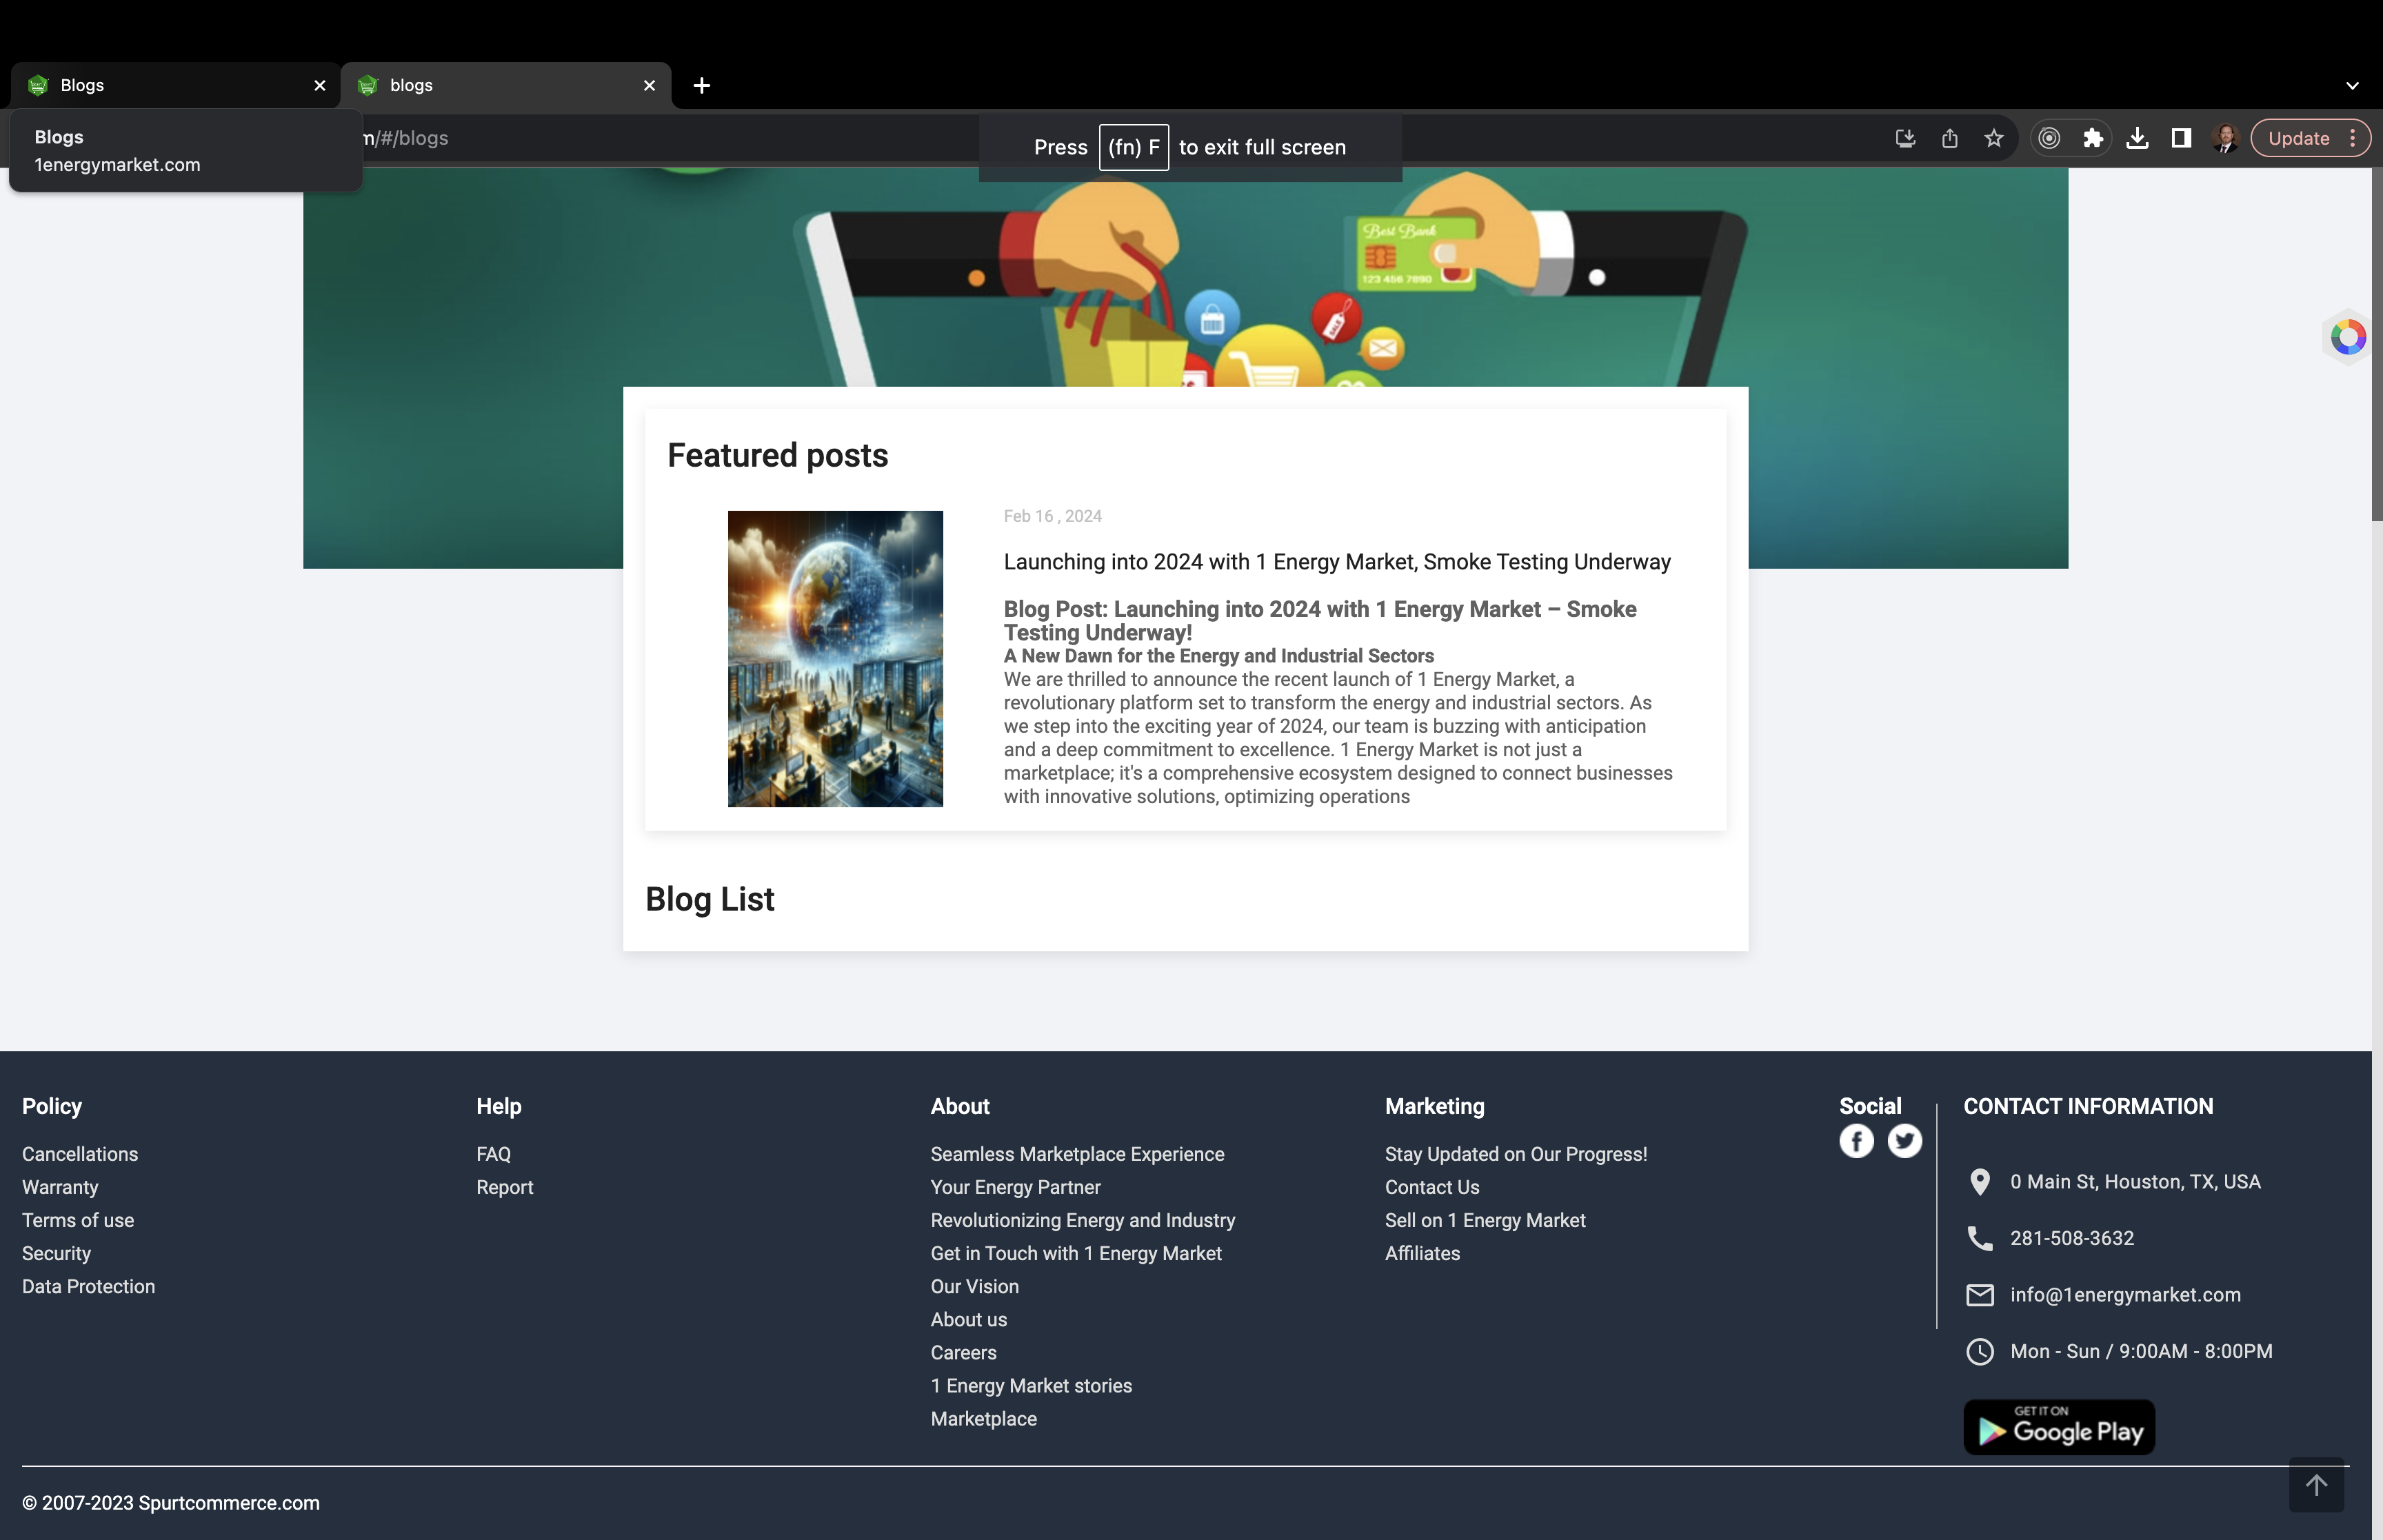 Blogs
blogs
Blogs
1energymarket.com
m/#/blogs
Press (fn) F to exit full screen
Update
Best Bank
123 456 7890
SALE
Featured posts
Feb 16 , 2024
Launching into 2024 with 1 Energy Market, Smoke Testing Underway
Blog Post: Launching into 2024 with 1 Energy Market – Smoke
Testing Underway!
A New Dawn for the Energy and Industrial Sectors
We are thrilled to announce the recent launch of 1 Energy Market, a
revolutionary platform set to transform the energy and industrial sectors. As
we step into the exciting year of 2024, our team is buzzing with anticipation
and a deep commitment to excellence. 1 Energy Market is not just a
marketplace; it's a comprehensive ecosystem designed to connect businesses
with innovative solutions, optimizing operations
Blog List
Policy
Cancellations
Warranty
Terms of use
Security
Data Protection
Help
FAQ
Report
About
Seamless Marketplace Experience
Your Energy Partner
Revolutionizing Energy and Industry
Get in Touch with 1 Energy Market
Our Vision
About us
Careers
1 Energy Market stories
Marketplace
Marketing
Stay Updated on Our Progress!
Contact Us
Sell on 1 Energy Market
Affiliates
Social
CONTACT INFORMATION
0 Main St, Houston, TX, USA
281-508-3632
info@1energymarket.com
Mon - Sun / 9:00AM - 8:00PM
GET IT ON
Google Play
© 2007-2023 Spurtcommerce.com